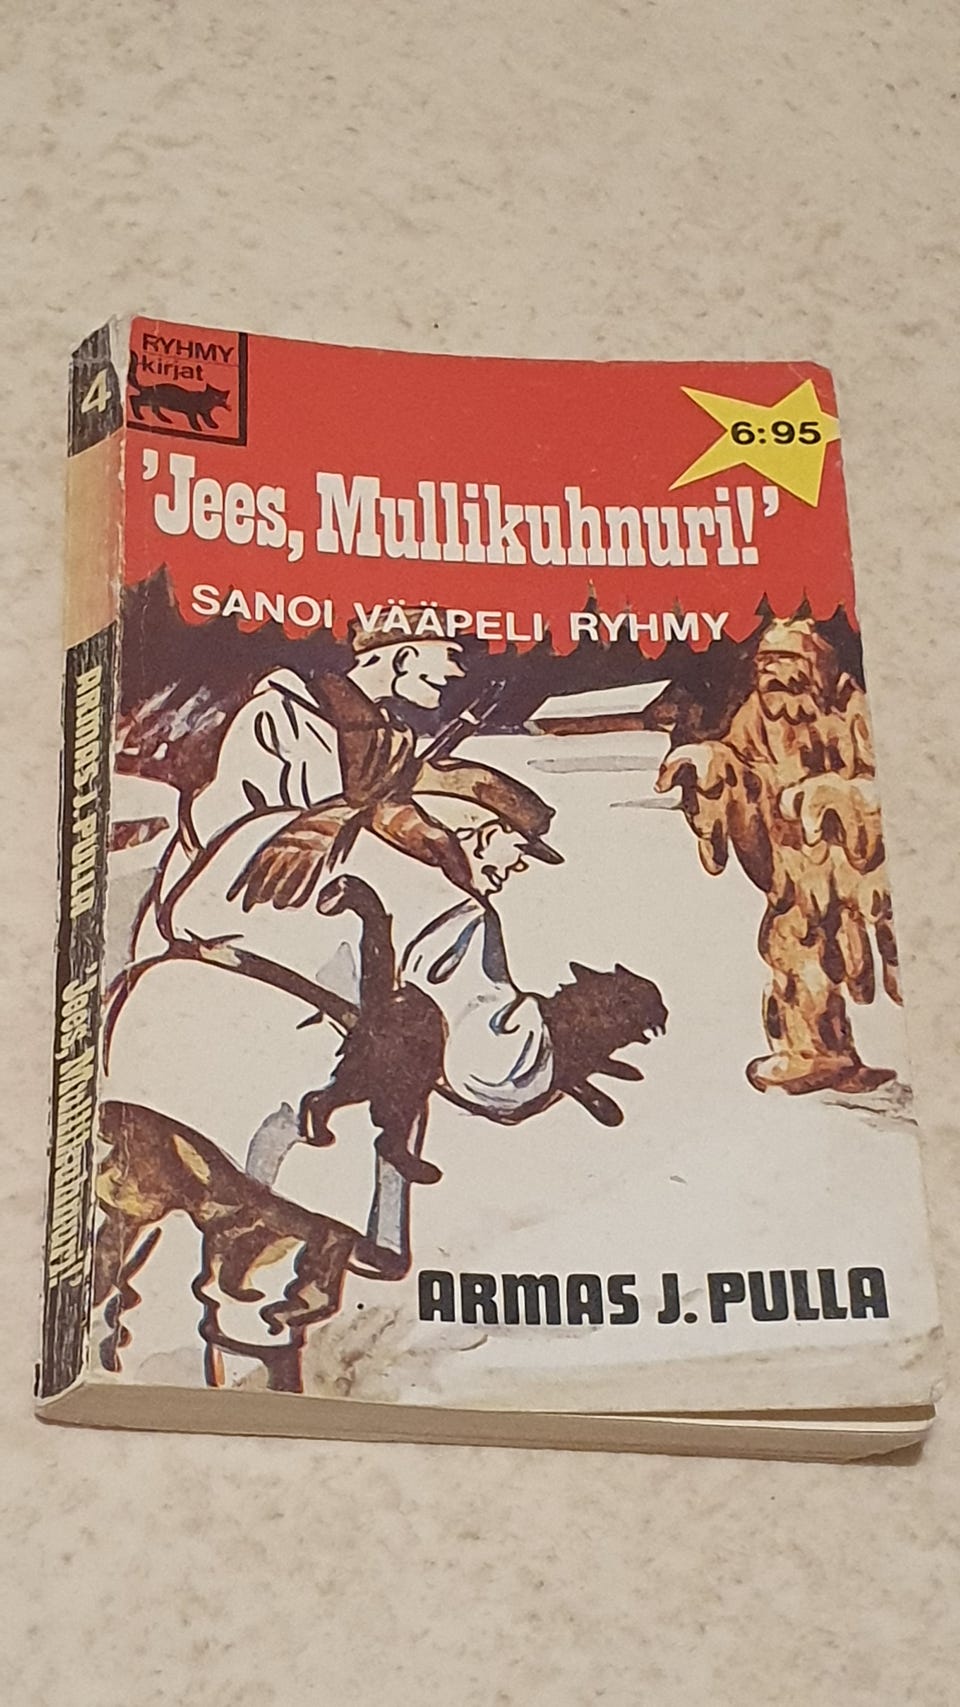 RYHMY
kirjat
4
6:95
'Jees, Mullikuhnuri!'
SANOI VÄÄPELI RYHMY
ARMAS J. PULLA
ARMAS J. PULLA 'Jees, Mullikuhnuri!'